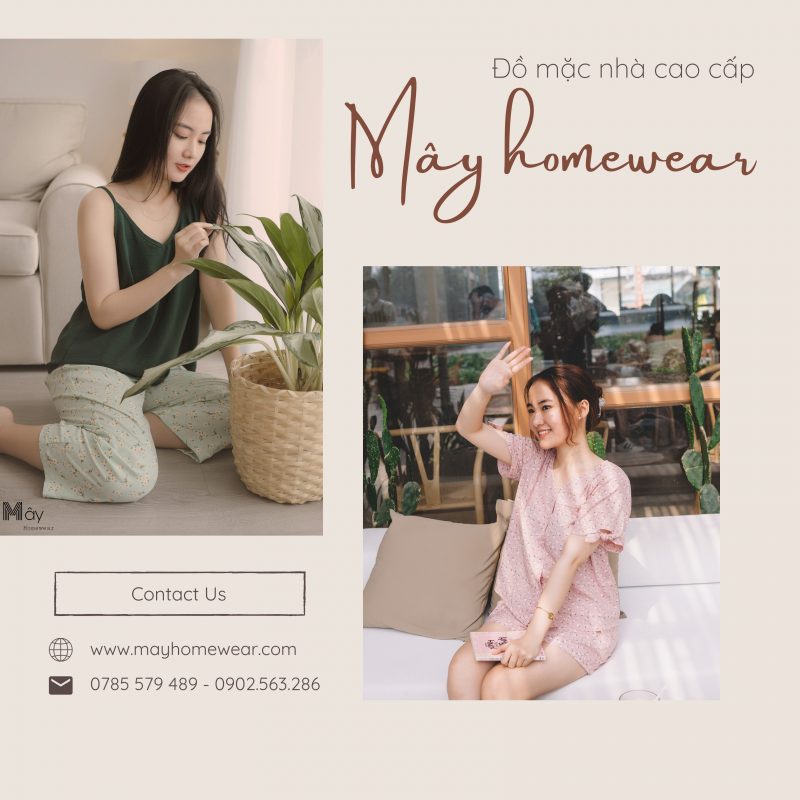 Đồ mặc nhà cao cấp
Mây homewear
Mây
Homewear
Contact Us
www.mayhomewear.com
0785 579 489 - 0902.563.286